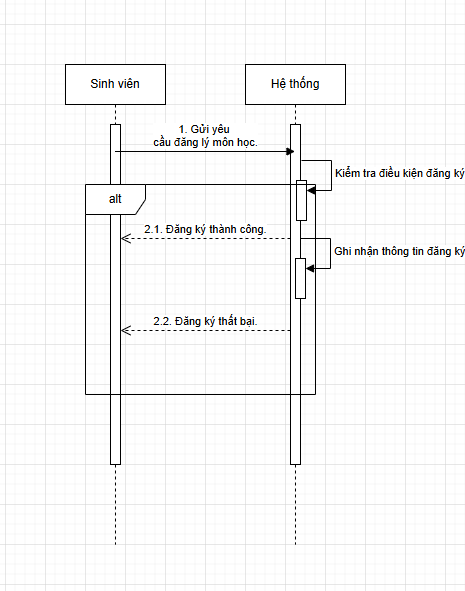 Sinh viên
Hệ thống
1. Gửi yêu
cầu đăng lý môn học.
Kiểm tra điều kiện đăng ký
alt
2.1. Đăng ký thành công.
Ghi nhận thông tin đăng ký
2.2. Đăng ký thất bại.